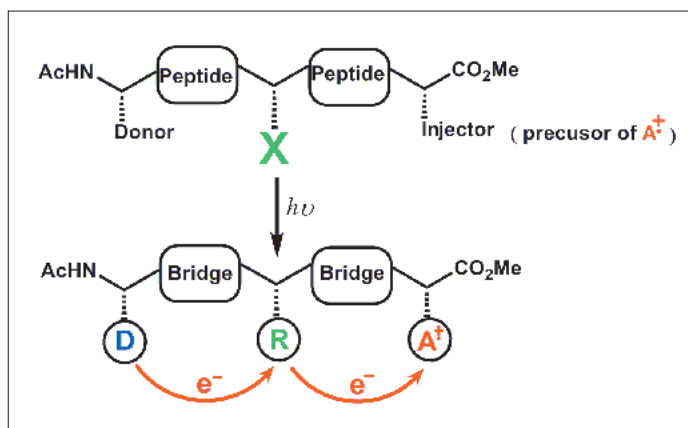 AcHN Peptide Peptide CO₂Me
Donor Injector ( precusor of A•+ )
X
hυ
AcHN Bridge Bridge CO₂Me
D R A•+
e⁻ e⁻